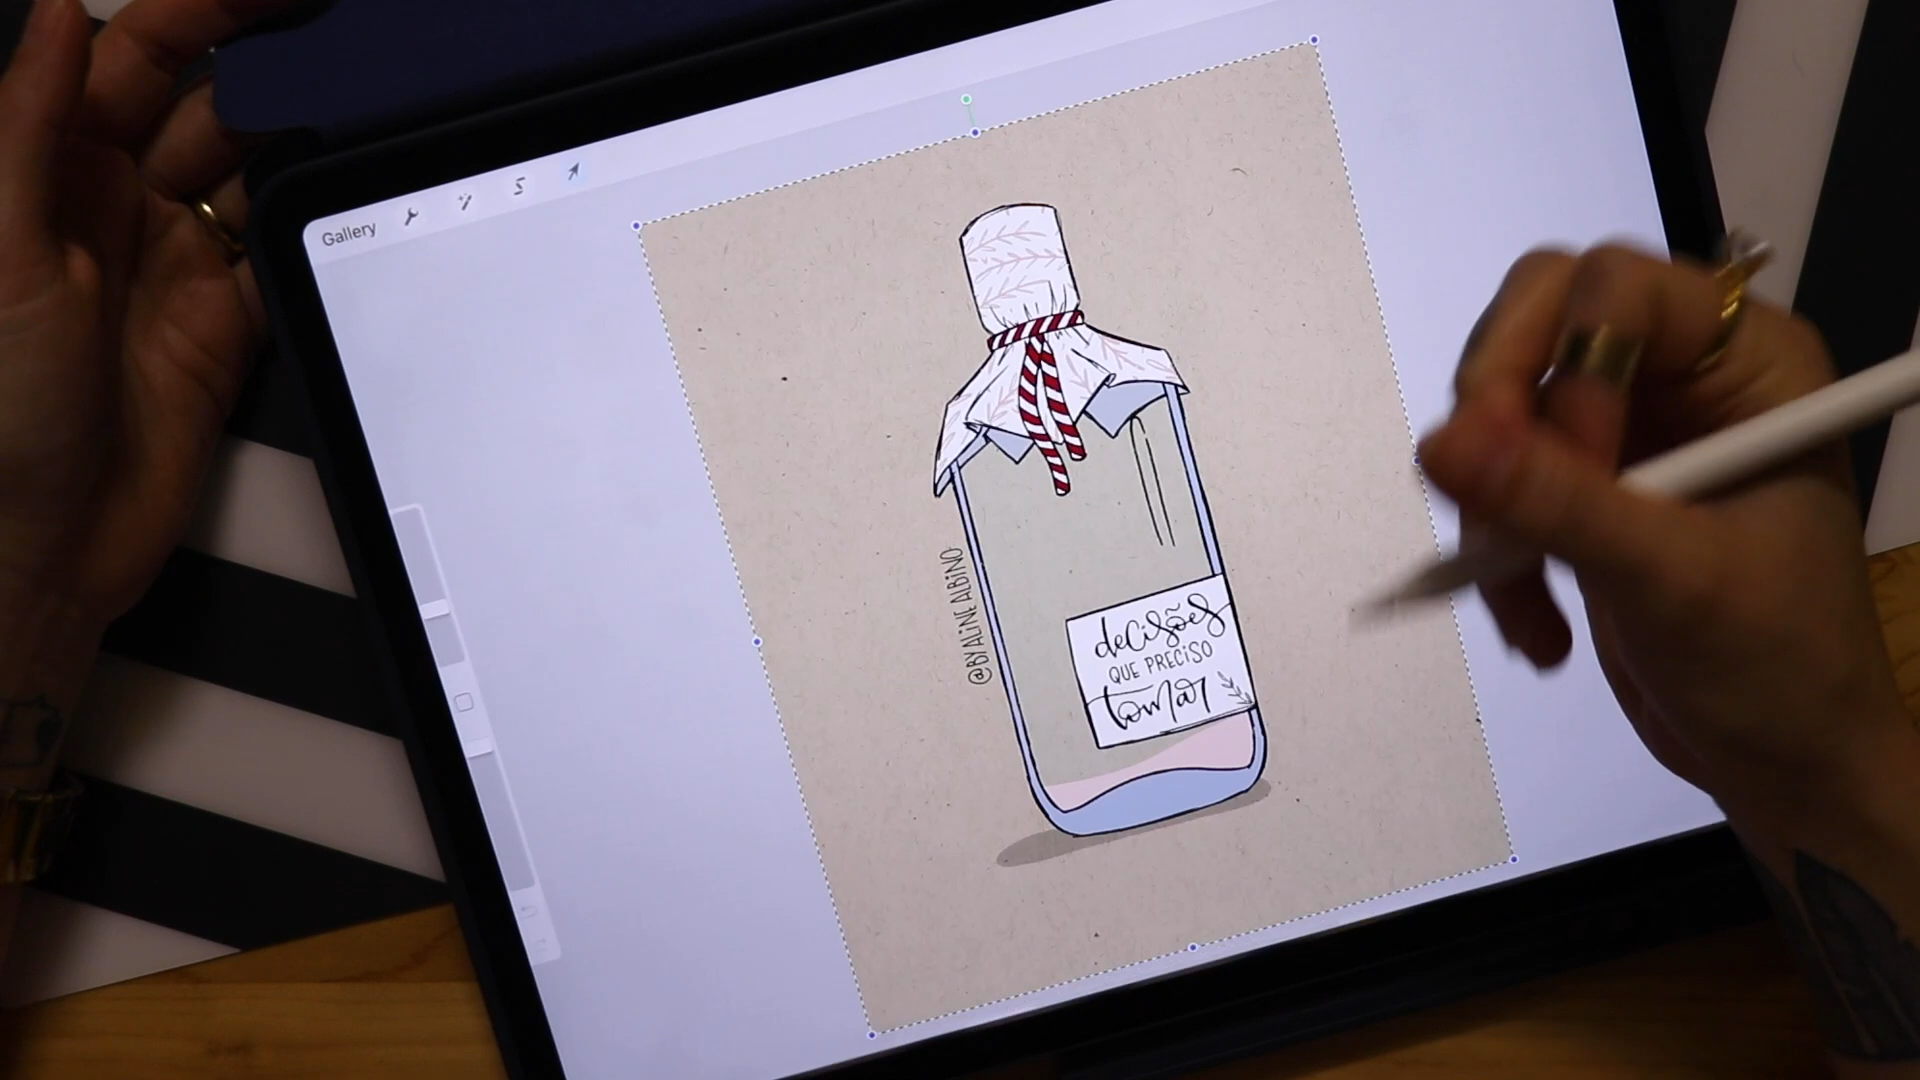 Gallery
@BYALINEALBINO
decisões
QUE PRECISO
tomar